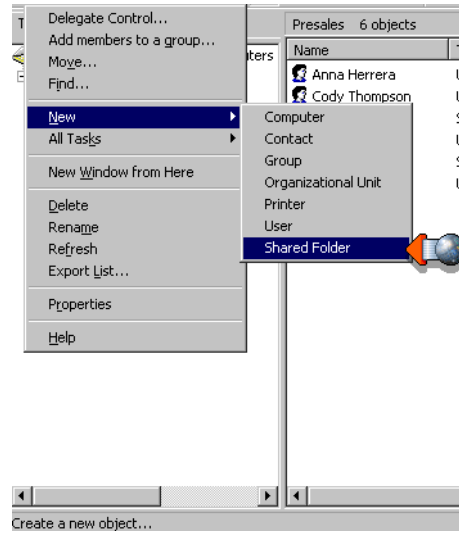 Delegate Control...
Add members to a group...
Move...
Find...
New
All Tasks
New Window from Here
Delete
Rename
Refresh
Export List...
Properties
Help
Computer
Contact
Group
Organizational Unit
Printer
User
Shared Folder
Presales 6 objects
Name
Anna Herrera
Cody Thompson
Create a new object...